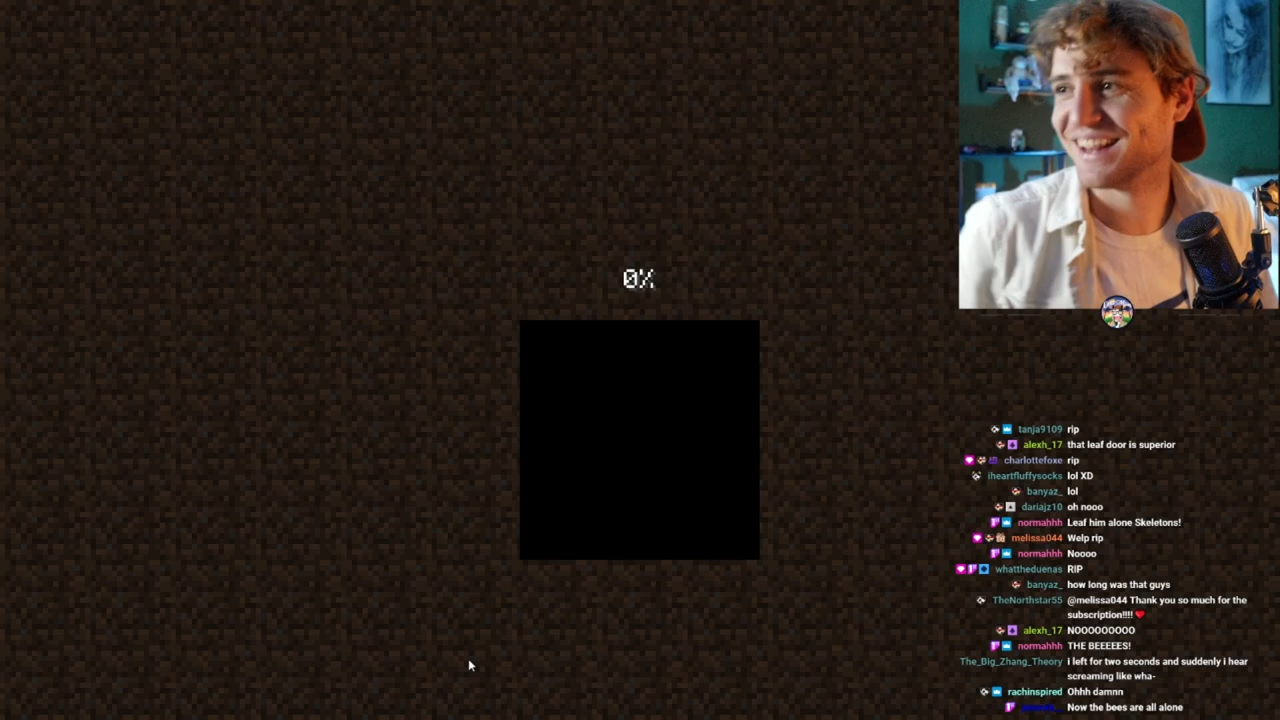 0%
tanja9109 rip
alexh_17 that leaf door is superior
charlottefoxe rip
iheartfluffysocks lol XD
banyaz_ lol
dariajz10 oh nooo
normahhh Leaf him alone Skeletons!
melissa044 Welp rip
normahhh Noooo
whattheduenas RIP
banyaz_ how long was that guys
TheNorthstar55 @melissa044 Thank you so much for the
subscription!!!! ❤
alexh_17 NOOOOOOOOO
normahhh THE BEEEEES!
The_Big_Zhang_Theory i left for two seconds and suddenly i hear
screaming like wha-
rachinspired Ohhh damnn
Now the bees are all alone